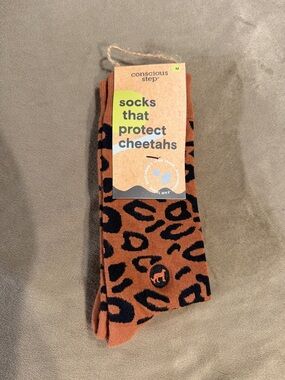 conscious
step
M
socks
that
protect
cheetahs